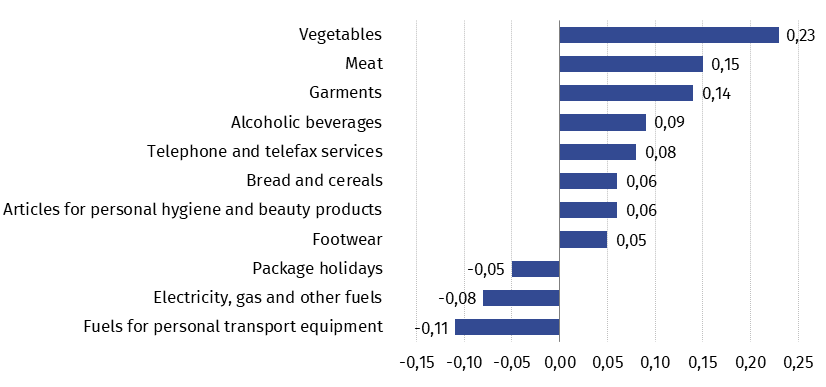 Vegetables 0,23
Meat 0,15
Garments 0,14
Alcoholic beverages 0,09
Telephone and telefax services 0,08
Bread and cereals 0,06
Articles for personal hygiene and beauty products 0,06
Footwear 0,05
Package holidays -0,05
Electricity, gas and other fuels -0,08
Fuels for personal transport equipment -0,11
-0,15 -0,10 -0,05 0,00 0,05 0,10 0,15 0,20 0,25